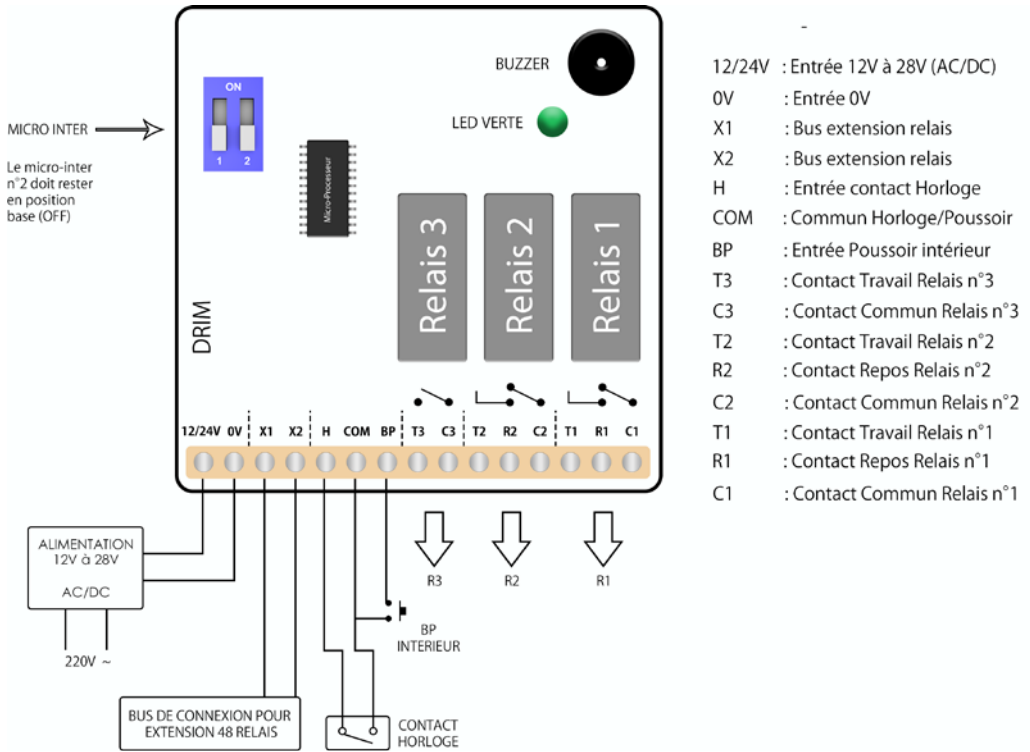 BUZZER
LED VERTE
ON
1 2
MICRO INTER
Le micro-inter
n°2 doit rester
en position
base (OFF)
Micro-Processeur
Relais 3
Relais 2
Relais 1
DRIM
12/24V 0V X1 X2 H COM BP T3 C3 T2 R2 C2 T1 R1 C1
ALIMENTATION
12V à 28V
AC/DC
220V ~
R3
R2
R1
BP
INTERIEUR
BUS DE CONNEXION POUR
EXTENSION 48 RELAIS
CONTACT
HORLOGE
-
12/24V : Entrée 12V à 28V (AC/DC)
0V : Entrée 0V
X1 : Bus extension relais
X2 : Bus extension relais
H : Entrée contact Horloge
COM : Commun Horloge/Poussoir
BP : Entrée Poussoir intérieur
T3 : Contact Travail Relais n°3
C3 : Contact Commun Relais n°3
T2 : Contact Travail Relais n°2
R2 : Contact Repos Relais n°2
C2 : Contact Commun Relais n°2
T1 : Contact Travail Relais n°1
R1 : Contact Repos Relais n°1
C1 : Contact Commun Relais n°1